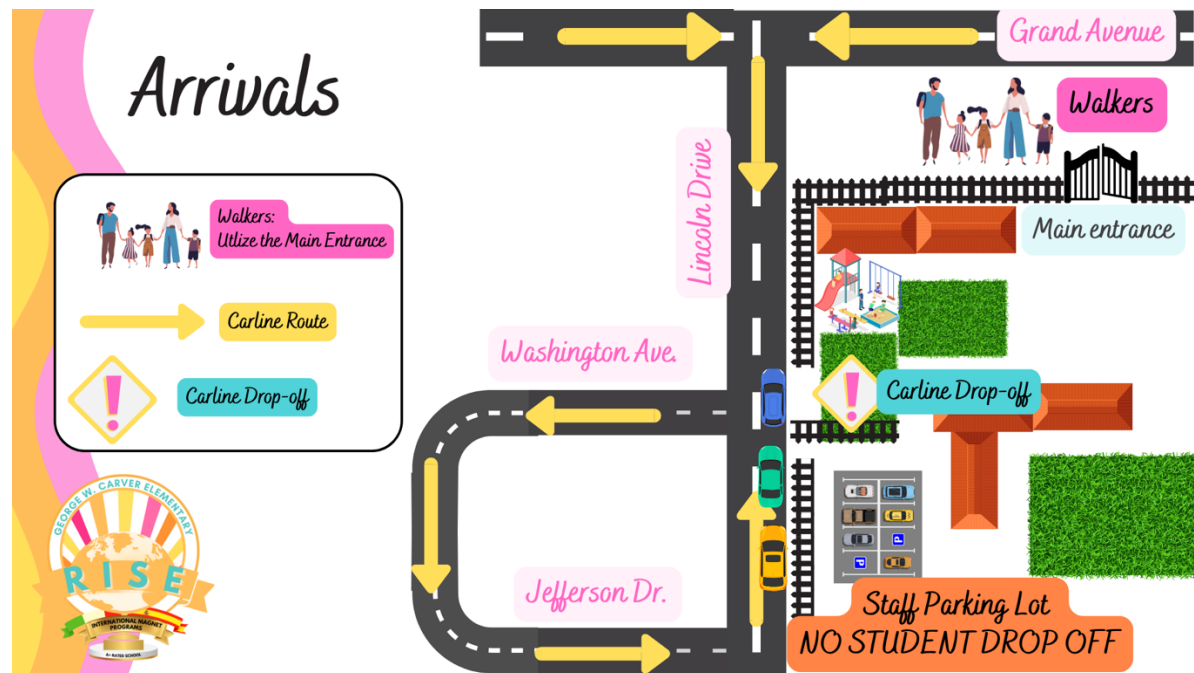 Arrivals
Walkers:
Utlize the Main Entrance
Carline Route
Carline Drop-off
GEORGE W. CARVER ELEMENTARY
RISE
INTERNATIONAL MAGNET
PROGRAMS
A+ RATED SCHOOL
Grand Avenue
Walkers
Lincoln Drive
Main entrance
Washington Ave.
Carline Drop-off
P
P
Jefferson Dr.
Staff Parking Lot
NO STUDENT DROP OFF